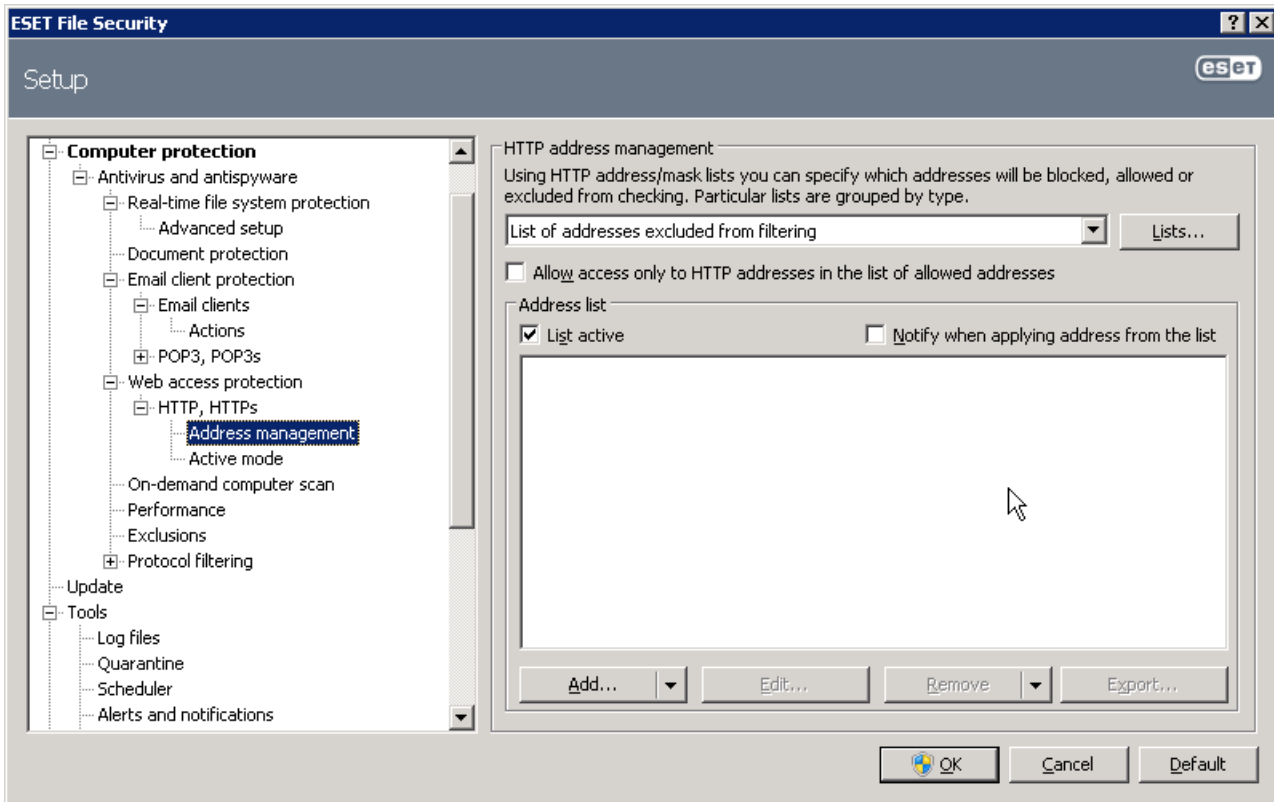 ESET File Security
Setup
eseT
Computer protection
Antivirus and antispyware
Real-time file system protection
Advanced setup
Document protection
Email client protection
Email clients
Actions
POP3, POP3s
Web access protection
HTTP, HTTPs
Address management
Active mode
On-demand computer scan
Performance
Exclusions
Protocol filtering
Update
Tools
Log files
Quarantine
Scheduler
Alerts and notifications
HTTP address management
Using HTTP address/mask lists you can specify which addresses will be blocked, allowed or
excluded from checking. Particular lists are grouped by type.
List of addresses excluded from filtering
Lists...
Allow access only to HTTP addresses in the list of allowed addresses
Address list
List active
Notify when applying address from the list
Add...
Edit...
Remove
Export...
OK
Cancel
Default